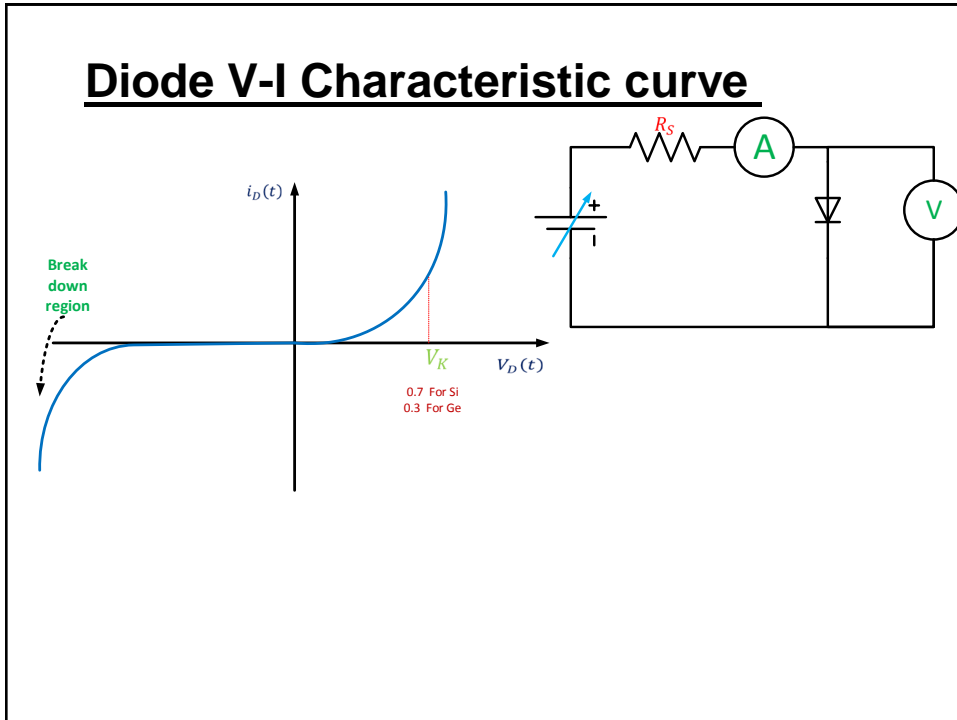 Diode V-I Characteristic curve
R_S
A
+
V
i_D(t)
Break
down
region
V_K
V_D(t)
0.7 For Si
0.3 For Ge